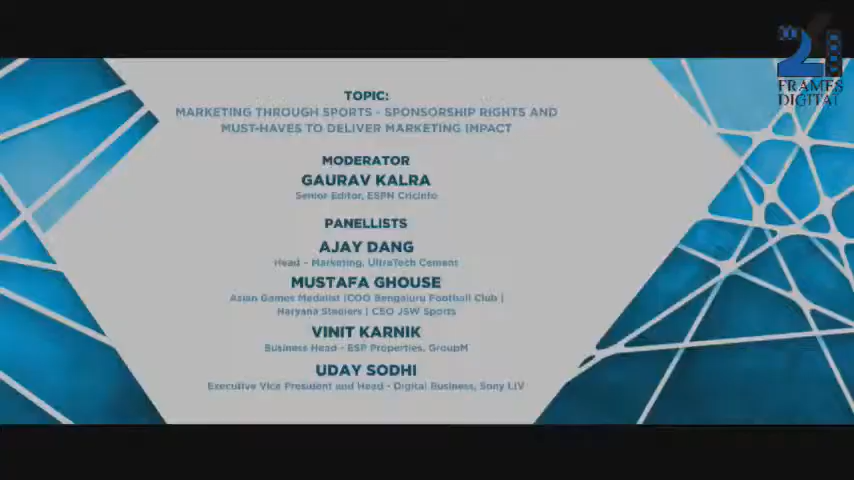 21
FRAMES
DIGITAL
TOPIC:
MARKETING THROUGH SPORTS - SPONSORSHIP RIGHTS AND
MUST-HAVES TO DELIVER MARKETING IMPACT
MODERATOR
GAURAV KALRA
Senior Editor, ESPN Cricinfo
PANELLISTS
AJAY DANG
Head - Marketing, UltraTech Cement
MUSTAFA GHOUSE
Asian Games Medalist |COO Bengaluru Football Club |
Haryana Steelers | CEO JSW Sports
VINIT KARNIK
Business Head - ESP Properties, GroupM
UDAY SODHI
Executive Vice President and Head - Digital Business, Sony LIV